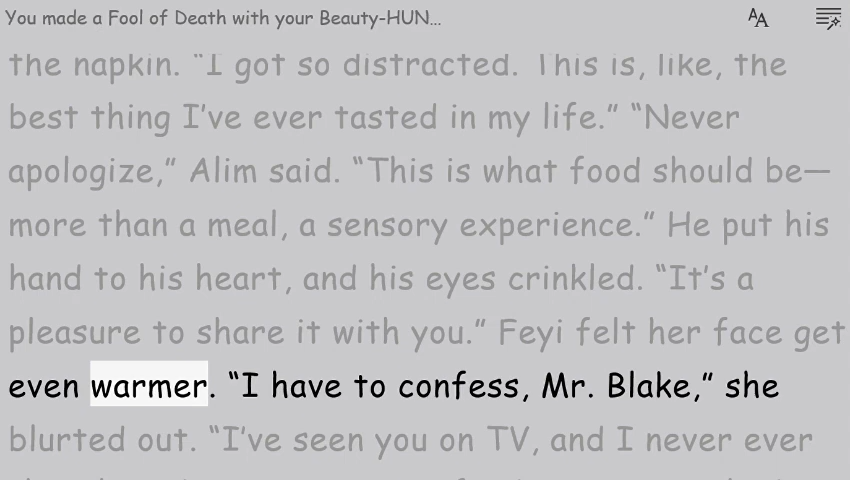 You made a Fool of Death with your Beauty-HUN...
AA
the napkin. “I got so distracted. This is, like, the
best thing I’ve ever tasted in my life.” “Never
apologize,” Alim said. “This is what food should be—
more than a meal, a sensory experience.” He put his
hand to his heart, and his eyes crinkled. “It’s a
pleasure to share it with you.” Feyi felt her face get
even warmer. “I have to confess, Mr. Blake,” she
blurted out. “I’ve seen you on TV, and I never ever